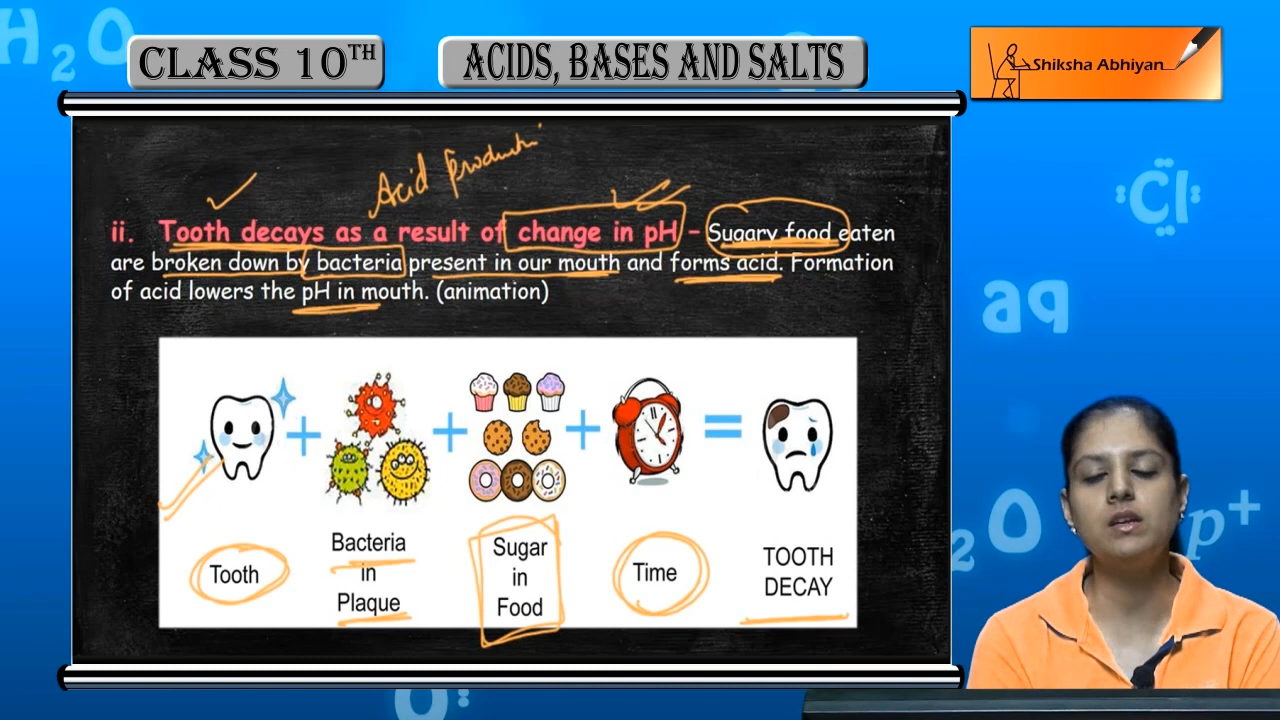 H₂O
CLASS 10TH
ACIDS, BASES AND SALTS
Shiksha Abhiyan
Acid Producti
ii. Tooth decays as a result of change in pH – Sugary food eaten
are broken down by bacteria present in our mouth and forms acid. Formation
of acid lowers the pH in mouth. (animation)
:Cl:
aq
Tooth
Bacteria
in
Plaque
Sugar
in
Food
Time
TOOTH
DECAY
₂O
p+
O: